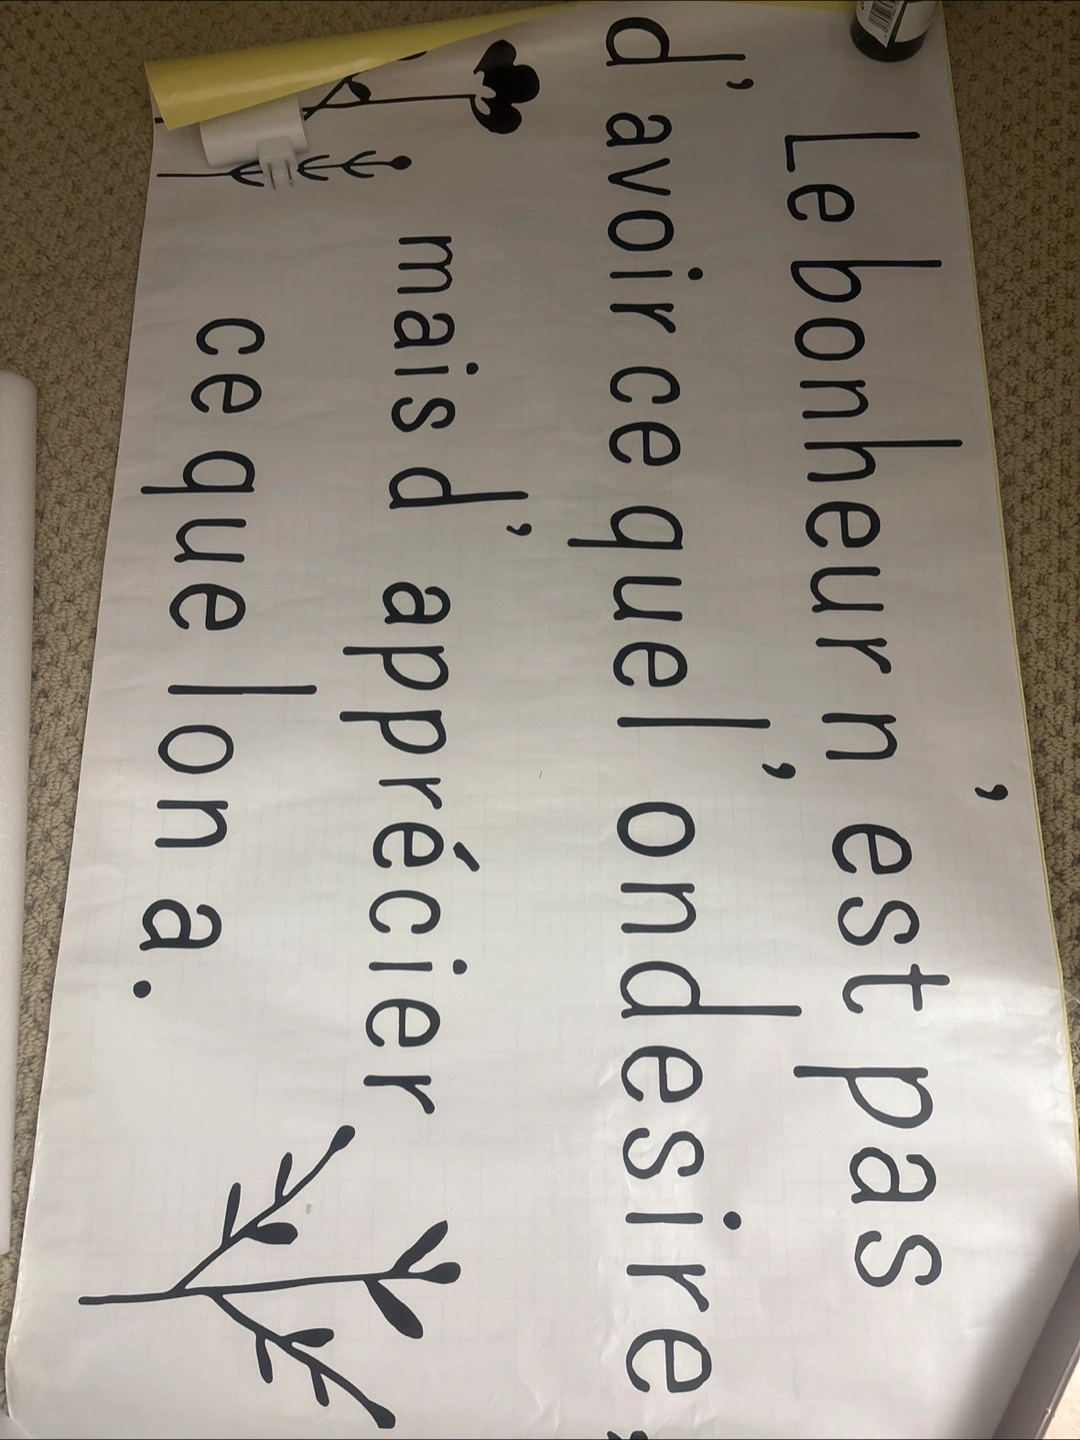 Le bonheur n'est pas
d'avoir ce que l'on desire,
mais d'apprécier
ce que lon a.